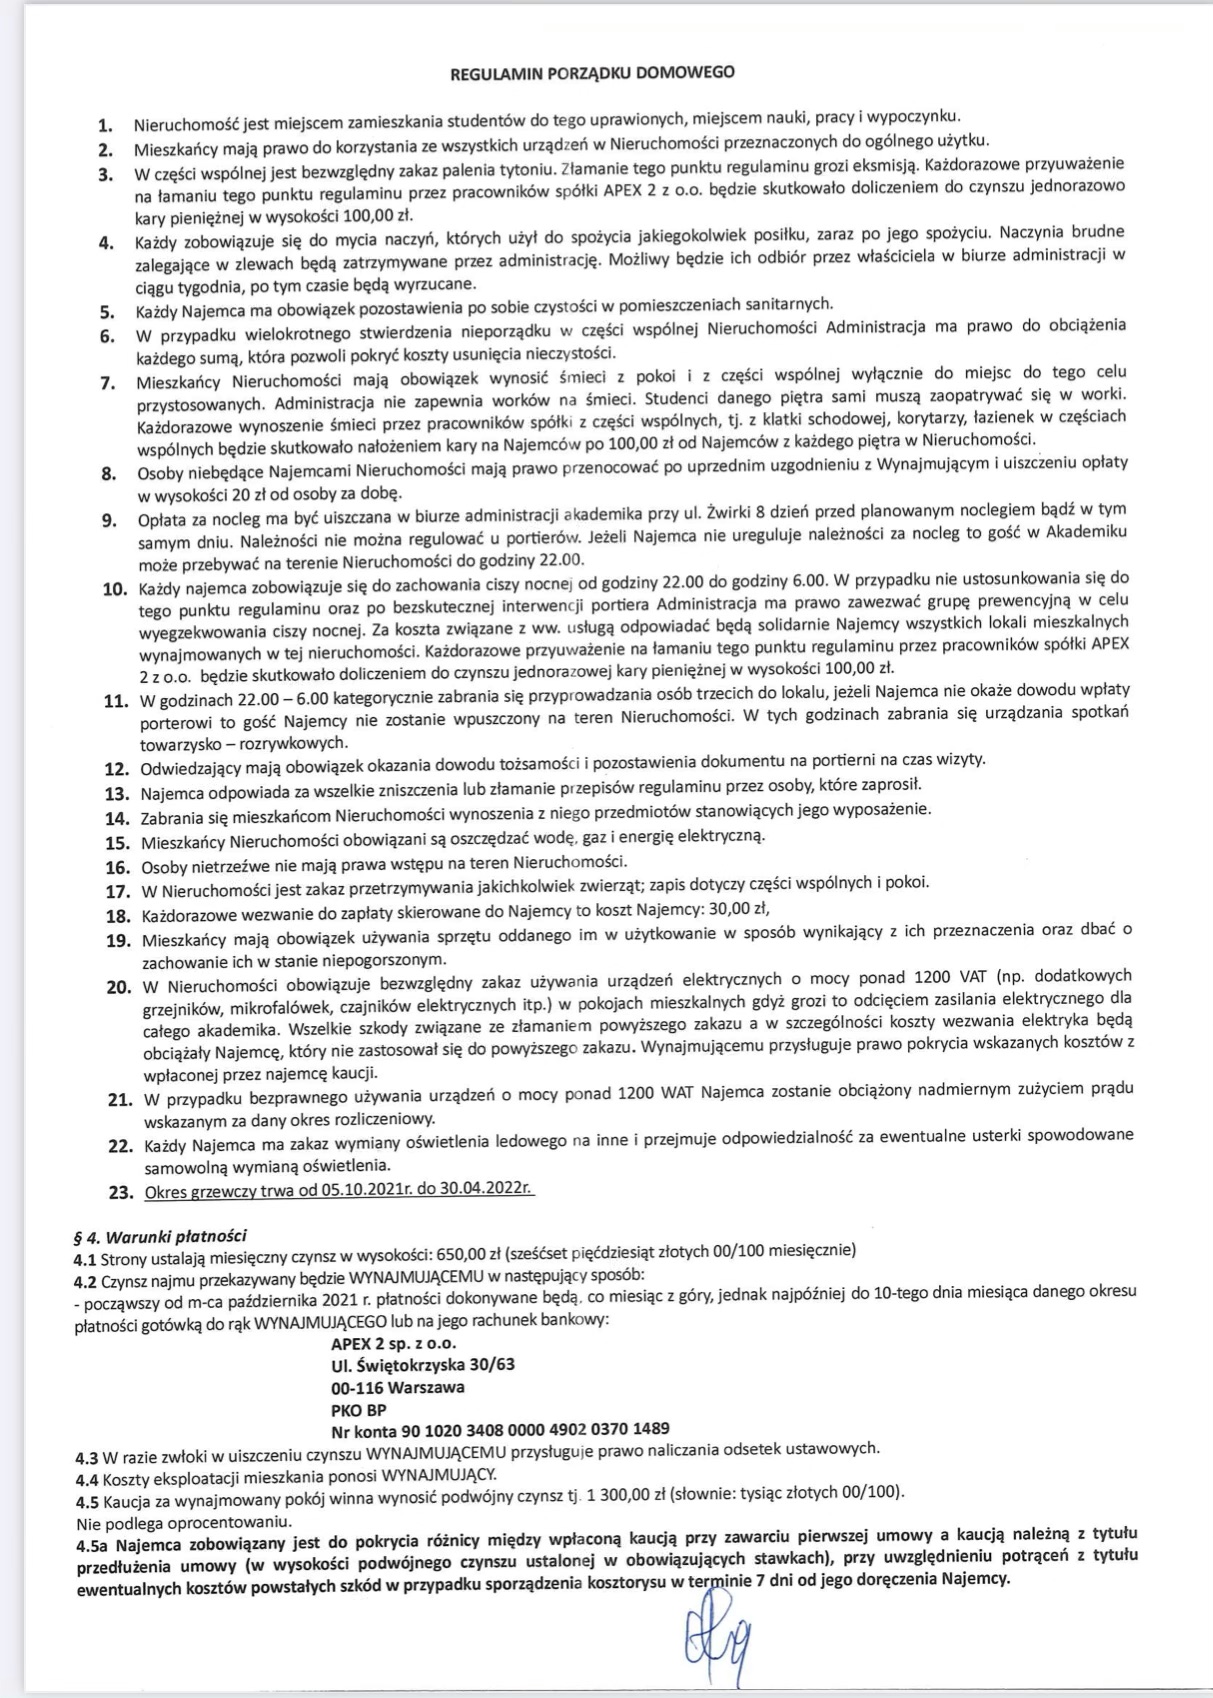 REGULAMIN PORZĄDKU DOMOWEGO
1. Nieruchomość jest miejscem zamieszkania studentów do tego uprawionych, miejscem nauki, pracy i wypoczynku.
2. Mieszkańcy mają prawo do korzystania ze wszystkich urządzeń w Nieruchomości przeznaczonych do ogólnego użytku.
3. W części wspólnej jest bezwzględny zakaz palenia tytoniu. Złamanie tego punktu regulaminu grozi eksmisją. Każdorazowe przyuważenie
na łamaniu tego punktu regulaminu przez pracowników spółki APEX 2 z o.o. będzie skutkowało doliczeniem do czynszu jednorazowo
kary pieniężnej w wysokości 100,00 zł.
4. Każdy zobowiązuje się do mycia naczyń, których użył do spożycia jakiegokolwiek posiłku, zaraz po jego spożyciu. Naczynia brudne
zalegające w zlewach będą zatrzymywane przez administrację. Możliwy będzie ich odbiór przez właściciela w biurze administracji w
ciągu tygodnia, po tym czasie będą wyrzucane.
5. Każdy Najemca ma obowiązek pozostawienia po sobie czystości w pomieszczeniach sanitarnych.
6. W przypadku wielokrotnego stwierdzenia nieporządku w części wspólnej Nieruchomości Administracja ma prawo do obciążenia
każdego sumą, która pozwoli pokryć koszty usunięcia nieczystości.
7. Mieszkańcy Nieruchomości mają obowiązek wynosić śmieci z pokoi i z części wspólnej wyłącznie do miejsc do tego celu
przystosowanych. Administracja nie zapewnia worków na śmieci. Studenci danego piętra sami muszą zaopatrywać się w worki.
Każdorazowe wynoszenie śmieci przez pracowników spółki z części wspólnych, tj. z klatki schodowej, korytarzy, łazienek w częściach
wspólnych będzie skutkowało nałożeniem kary na Najemców po 100,00 zł od Najemców z każdego piętra w Nieruchomości.
8. Osoby niebędące Najemcami Nieruchomości mają prawo przenocować po uprzednim uzgodnieniu z Wynajmującym i uiszczeniu opłaty
w wysokości 20 zł od osoby za dobę.
9. Opłata za nocleg ma być uiszczana w biurze administracji akademika przy ul. Żwirki 8 dzień przed planowanym noclegiem bądź w tym
samym dniu. Należności nie można regulować u portierów. Jeżeli Najemca nie ureguluje należności za nocleg to gość w Akademiku
może przebywać na terenie Nieruchomości do godziny 22.00.
10. Każdy najemca zobowiązuje się do zachowania ciszy nocnej od godziny 22.00 do godziny 6.00. W przypadku nie ustosunkowania się do
tego punktu regulaminu oraz po bezskutecznej interwencji portiera Administracja ma prawo zawezwać grupę prewencyjną w celu
wyegzekwowania ciszy nocnej. Za koszta związane z ww. usługą odpowiadać będą solidarnie Najemcy wszystkich lokali mieszkalnych
wynajmowanych w tej nieruchomości. Każdorazowe przyuważenie na łamaniu tego punktu regulaminu przez pracowników spółki APEX
2 z o.o. będzie skutkowało doliczeniem do czynszu jednorazowej kary pieniężnej w wysokości 100,00 zł.
11. W godzinach 22.00 – 6.00 kategorycznie zabrania się przyprowadzania osób trzecich do lokalu, jeżeli Najemca nie okaże dowodu wpłaty
porterowi to gość Najemcy nie zostanie wpuszczony na teren Nieruchomości. W tych godzinach zabrania się urządzania spotkań
towarzysko – rozrywkowych.
12. Odwiedzający mają obowiązek okazania dowodu tożsamości i pozostawienia dokumentu na portierni na czas wizyty.
13. Najemca odpowiada za wszelkie zniszczenia lub złamanie przepisów regulaminu przez osoby, które zaprosił.
14. Zabrania się mieszkańcom Nieruchomości wynoszenia z niego przedmiotów stanowiących jego wyposażenie.
15. Mieszkańcy Nieruchomości obowiązani są oszczędzać wodę, gaz i energię elektryczną.
16. Osoby nietrzeźwe nie mają prawa wstępu na teren Nieruchomości.
17. W Nieruchomości jest zakaz przetrzymywania jakichkolwiek zwierząt; zapis dotyczy części wspólnych i pokoi.
18. Każdorazowe wezwanie do zapłaty skierowane do Najemcy to koszt Najemcy: 30,00 zł,
19. Mieszkańcy mają obowiązek używania sprzętu oddanego im w użytkowanie w sposób wynikający z ich przeznaczenia oraz dbać o
zachowanie ich w stanie niepogorszonym.
20. W Nieruchomości obowiązuje bezwzględny zakaz używania urządzeń elektrycznych o mocy ponad 1200 VAT (np. dodatkowych
grzejników, mikrofalówek, czajników elektrycznych itp.) w pokojach mieszkalnych gdyż grozi to odcięciem zasilania elektrycznego dla
całego akademika. Wszelkie szkody związane ze złamaniem powyższego zakazu a w szczególności koszty wezwania elektryka będą
obciążały Najemcę, który nie zastosował się do powyższego zakazu. Wynajmującemu przysługuje prawo pokrycia wskazanych kosztów z
wpłaconej przez najemcę kaucji.
21. W przypadku bezprawnego używania urządzeń o mocy ponad 1200 WAT Najemca zostanie obciążony nadmiernym zużyciem prądu
wskazanym za dany okres rozliczeniowy.
22. Każdy Najemca ma zakaz wymiany oświetlenia ledowego na inne i przejmuje odpowiedzialność za ewentualne usterki spowodowane
samowolną wymianą oświetlenia.
23. Okres grzewczy trwa od 05.10.2021r. do 30.04.2022r.
§ 4. Warunki płatności
4.1 Strony ustalają miesięczny czynsz w wysokości: 650,00 zł (sześćset pięćdziesiąt złotych 00/100 miesięcznie)
4.2 Czynsz najmu przekazywany będzie WYNAJMUJĄCEMU w następujący sposób:
- począwszy od m-ca października 2021 r. płatności dokonywane będą, co miesiąc z góry, jednak najpóźniej do 10-tego dnia miesiąca danego okresu
płatności gotówką do rąk WYNAJMUJĄCEGO lub na jego rachunek bankowy:
APEX 2 sp. z o.o.
Ul. Świętokrzyska 30/63
00-116 Warszawa
PKO BP
Nr konta 90 1020 3408 0000 4902 0370 1489
4.3 W razie zwłoki w uiszczeniu czynszu WYNAJMUJĄCEMU przysługuje prawo naliczania odsetek ustawowych.
4.4 Koszty eksploatacji mieszkania ponosi WYNAJMUJĄCY.
4.5 Kaucja za wynajmowany pokój winna wynosić podwójny czynsz tj. 1 300,00 zł (słownie: tysiąc złotych 00/100).
Nie podlega oprocentowaniu.
4.5a Najemca zobowiązany jest do pokrycia różnicy między wpłaconą kaucją przy zawarciu pierwszej umowy a kaucją należną z tytułu
przedłużenia umowy (w wysokości podwójnego czynszu ustalonej w obowiązujących stawkach), przy uwzględnieniu potrąceń z tytułu
ewentualnych kosztów powstałych szkód w przypadku sporządzenia kosztorysu w terminie 7 dni od jego doręczenia Najemcy.